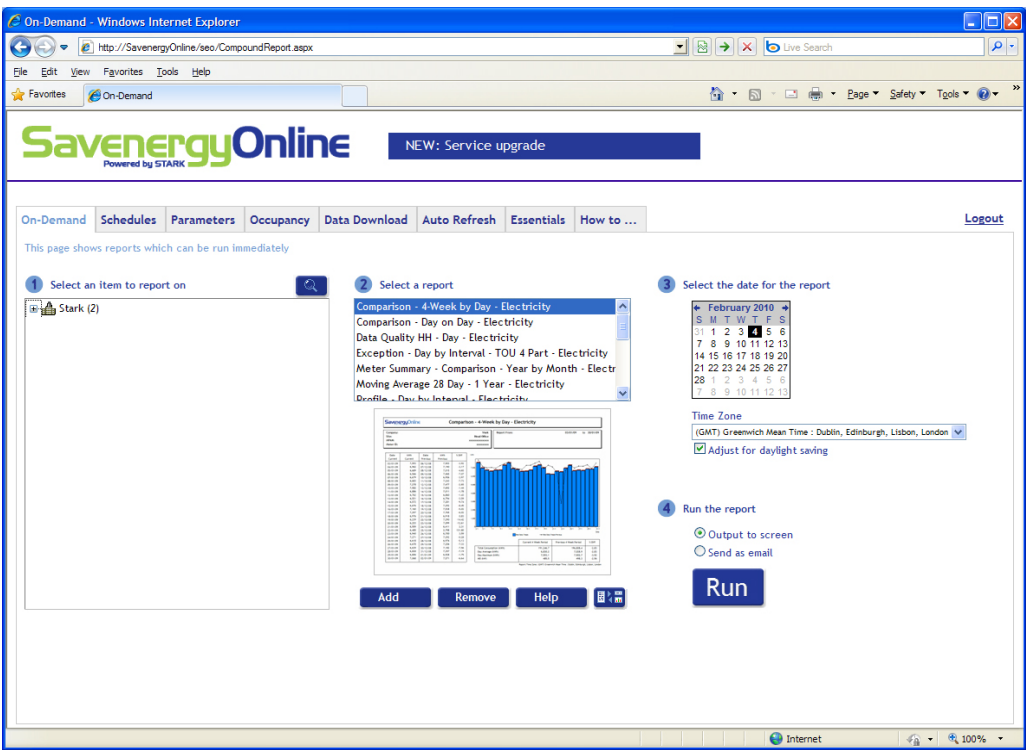 On-Demand - Windows Internet Explorer
http://SavenergyOnline/seo/CompoundReport.aspx
Live Search
File Edit View Favorites Tools Help
Favorites On-Demand Page Safety Tools
SavenergyOnline
Powered by STARK
NEW: Service upgrade
On-Demand Schedules Parameters Occupancy Data Download Auto Refresh Essentials How to ... Logout
This page shows reports which can be run immediately
1 Select an item to report on
Stark (2)
2 Select a report
Comparison - 4-Week by Day - Electricity
Comparison - Day on Day - Electricity
Data Quality HH - Day - Electricity
Exception - Day by Interval - TOU 4 Part - Electricity
Meter Summary - Comparison - Year by Month - Electr
Moving Average 28 Day - 1 Year - Electricity
Profile - Day by Interval - Electricity
SavenergyOnline Comparison - 4-Week by Day - Electricity
Add Remove Help
3 Select the date for the report
February 2010
S M T W T F S
31 1 2 3 4 5 6
7 8 9 10 11 12 13
14 15 16 17 18 19 20
21 22 23 24 25 26 27
28 1 2 3 4 5 6
7 8 9 10 11 12 13
Time Zone
(GMT) Greenwich Mean Time : Dublin, Edinburgh, Lisbon, London
Adjust for daylight saving
4 Run the report
Output to screen
Send as email
Run
Internet 100%